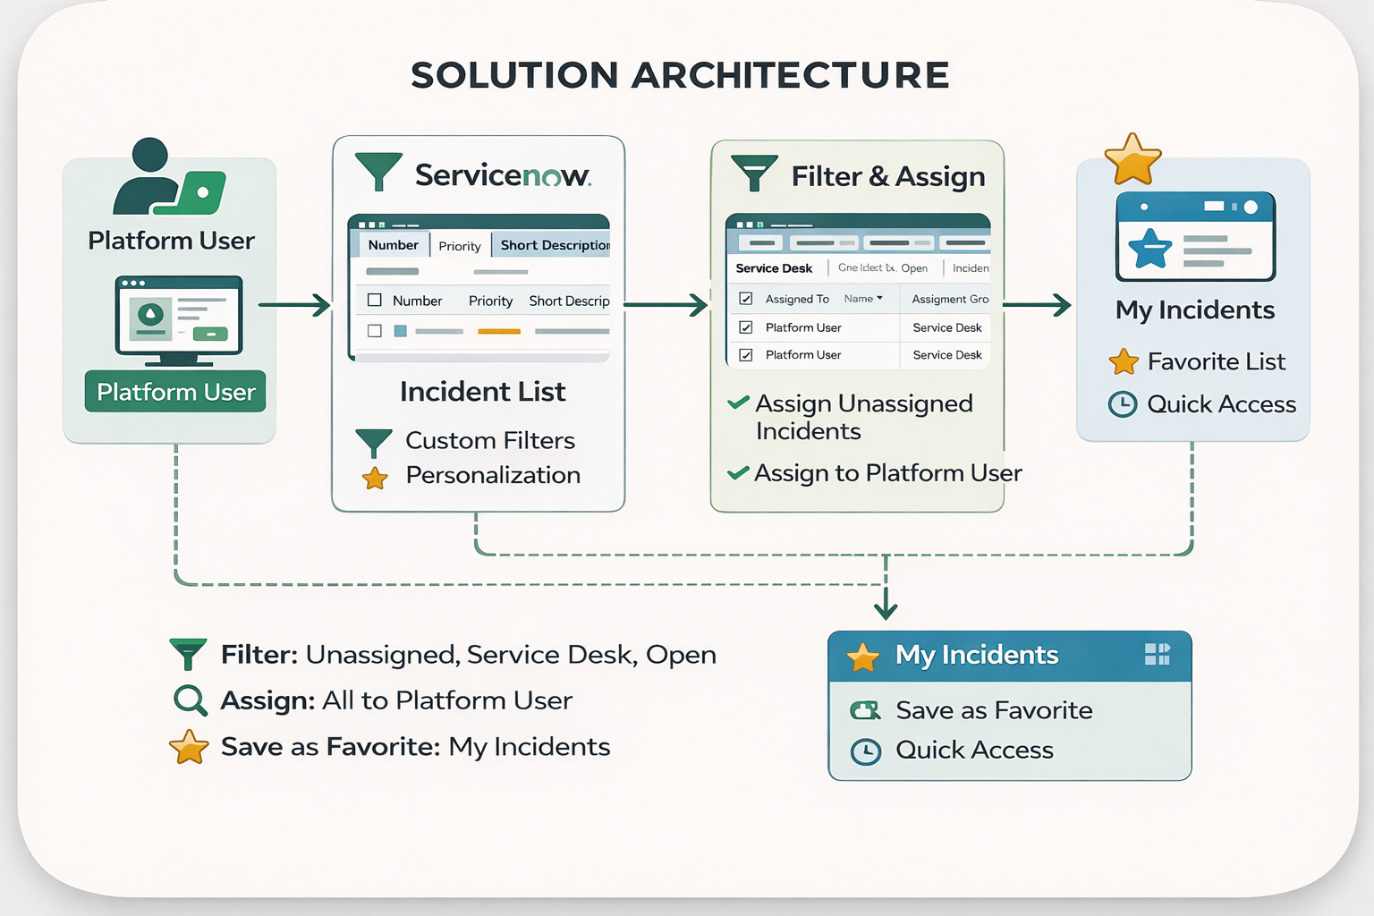 SOLUTION ARCHITECTURE
Platform User
Platform User
Servicenow.
Number Priority Short Description
Number Priority Short Descrip
Incident List
Custom Filters
Personalization
Filter & Assign
Service Desk Open Inciden
Assigned To Name Assigment Gro
Platform User Service Desk
Platform User Service Desk
Assign Unassigned
Incidents
Assign to Platform User
My Incidents
Favorite List
Quick Access
Filter: Unassigned, Service Desk, Open
Assign: All to Platform User
Save as Favorite: My Incidents
My Incidents
Save as Favorite
Quick Access